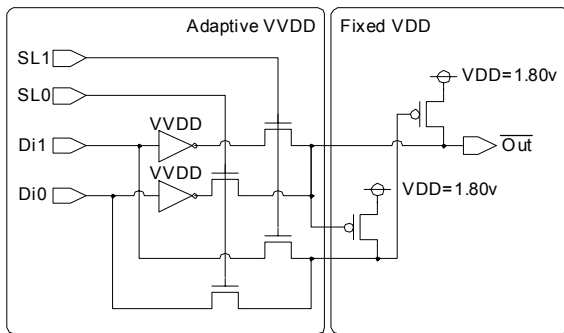 Adaptive VVDD
Fixed VDD
SL1
SL0
Di1
Di0
VVDD
VVDD
VDD=1.80v
VDD=1.80v
Out